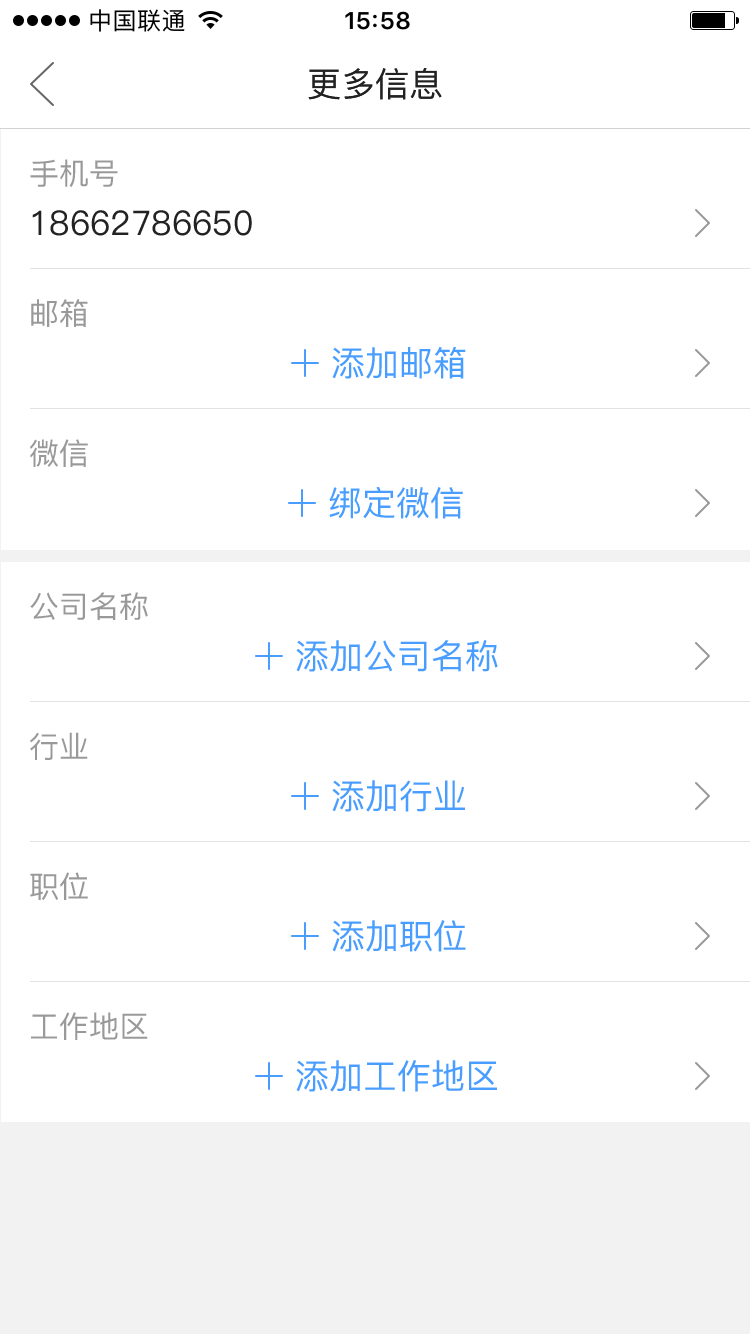 中国联通 15:58
更多信息
手机号
18662786650
邮箱
添加邮箱
微信
绑定微信
公司名称
添加公司名称
行业
添加行业
职位
添加职位
工作地区
添加工作地区